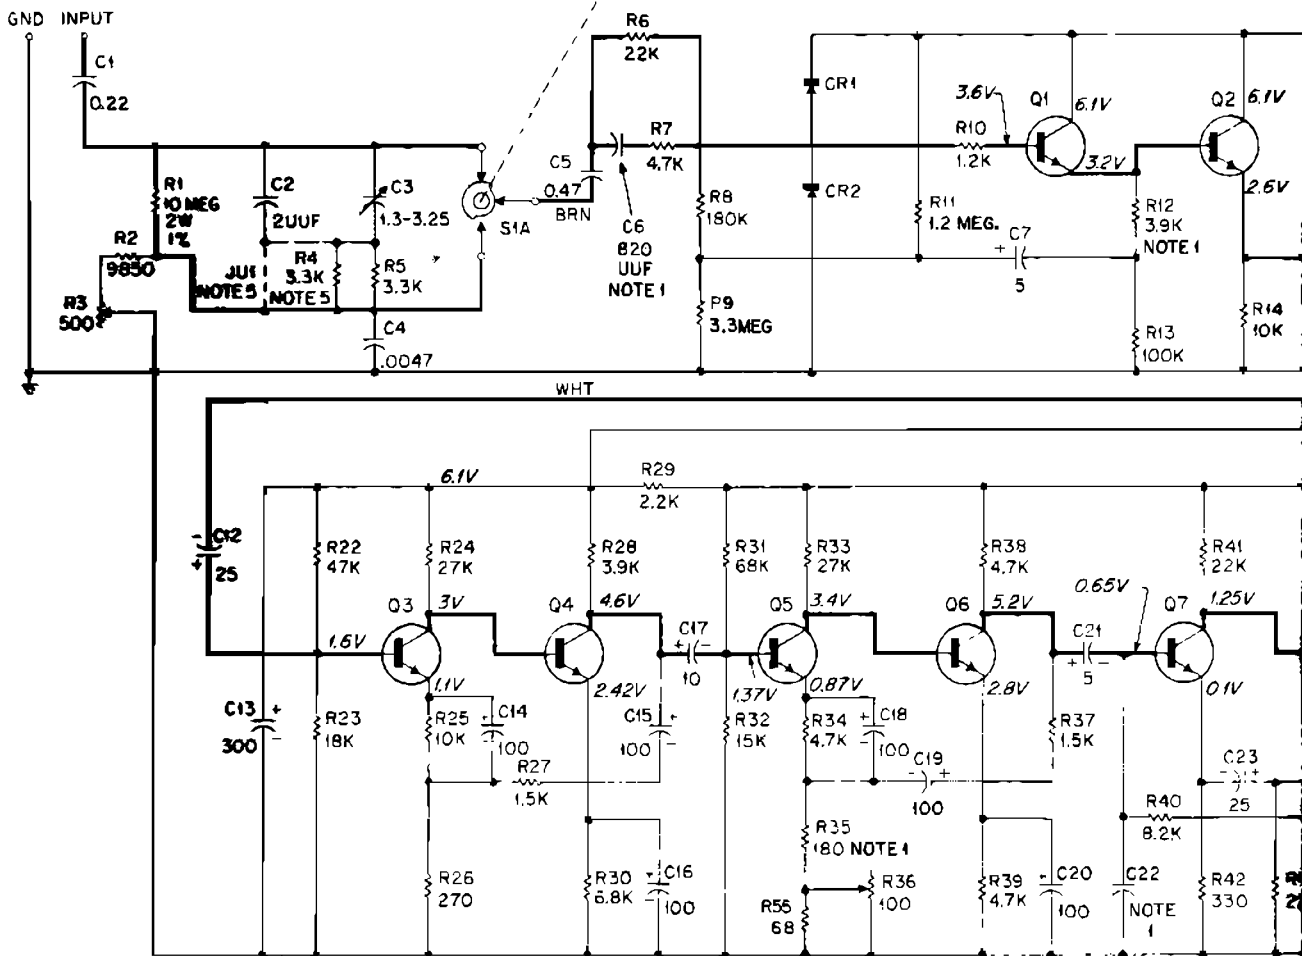 GND INPUT
C1
0.22
R1
10 MEG
2W
1%
R2
9850
R3
500
C2
2UUF
C3
1.3-3.25
JU1
NOTE 5
R4
3.3K
NOTE 5
R5
3.3K
C4
.0047
S1A
BRN
C5
0.47
R6
22K
R7
4.7K
C6
820
UUF
NOTE 1
R8
180K
P9
3.3MEG
CR1
CR2
R11
1.2 MEG.
C7
+
5
3.6V
R10
1.2K
Q1
6.1V
3.2V
R12
3.9K
NOTE 1
R13
100K
Q2
6.1V
2.6V
R14
10K
WHT
-
C12
+
25
C13
+
300
-
R22
47K
R23
18K
1.6V
6.1V
R24
27K
Q3
3V
1.1V
R25
10K
C14
+
-
100
R26
270
R27
1.5K
R28
3.9K
Q4
4.6V
2.42V
R29
2.2K
C15
+
100
-
R30
6.8K
C16
+
-
100
C17
+ -
10
R31
68K
R32
15K
1.37V
R33
27K
Q5
3.4V
0.87V
R34
4.7K
C18
+
-
100
C19
- +
100
R35
180 NOTE 1
R55
68
R36
100
R38
4.7K
Q6
5.2V
2.8V
R37
1.5K
R39
4.7K
C20
+
-
100
0.65V
C21
+ -
5
C22
NOTE
1
R40
8.2K
R41
22K
Q7
1.25V
0.1V
C23
- +
25
R42
330